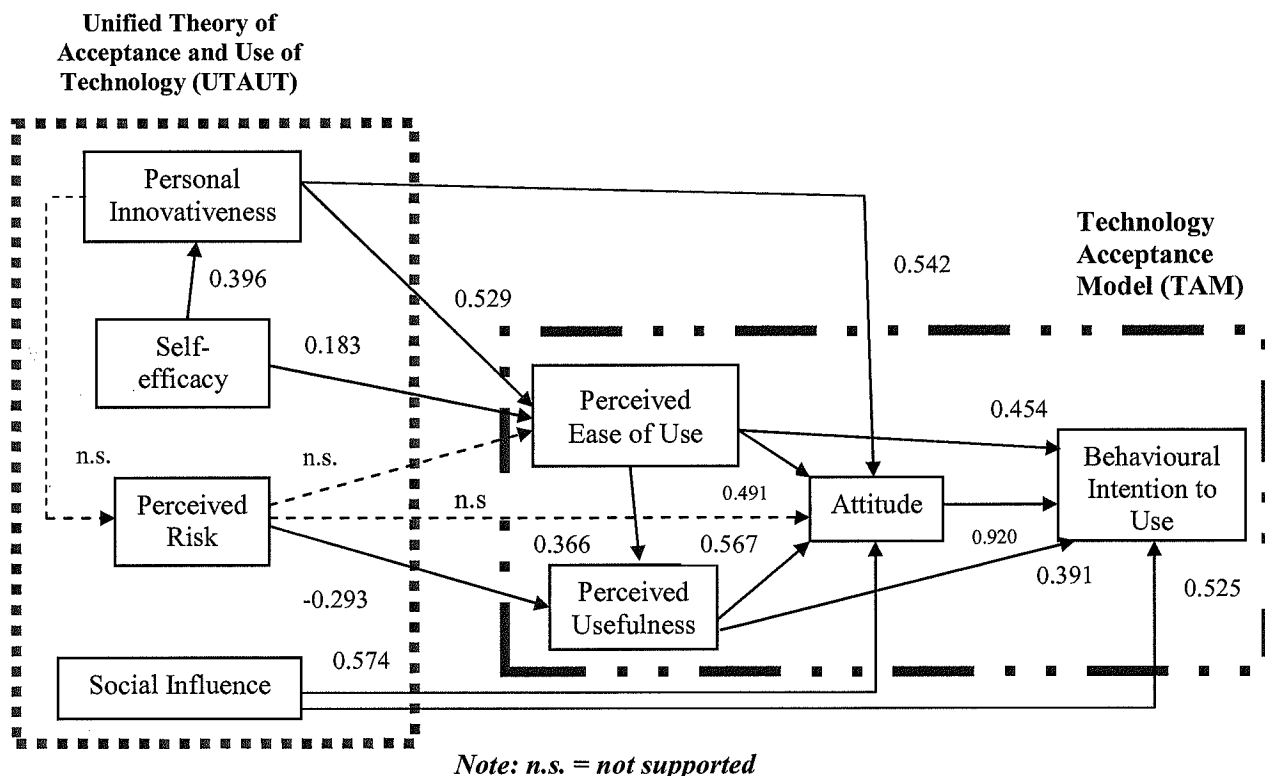 Unified Theory of
Acceptance and Use of
Technology (UTAUT)
Personal
Innovativeness
0.396
0.529
0.542
Technology
Acceptance
Model (TAM)
Self-
efficacy
0.183
Perceived
Ease of Use
0.454
n.s.
n.s.
Perceived
Risk
n.s
0.491
Attitude
Behavioural
Intention to
Use
0.366
0.567
0.920
0.391
-0.293
Perceived
Usefulness
0.525
0.574
Social Influence
Note: n.s. = not supported